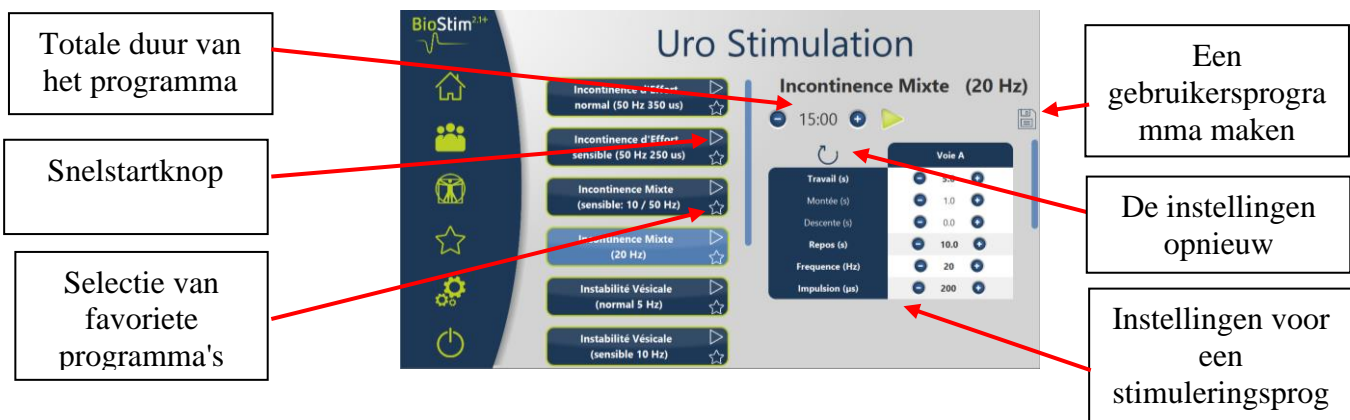 Totale duur van
het programma
Snelstartknop
Selectie van
favoriete
programma's
BioStim2.1+
Uro Stimulation
Incontinence d'Effort
normal (50 Hz 350 us)
Incontinence d'Effort
sensible (50 Hz 250 us)
Incontinence Mixte
(sensible: 10 / 50 Hz)
Incontinence Mixte
(20 Hz)
Instabilité Vésicale
(normal 5 Hz)
Instabilité Vésicale
(sensible 10 Hz)
Incontinence Mixte (20 Hz)
15:00
Voie A
Travail (s)
Montée (s) 1.0
Descente (s) 0.0
Repos (s) 10.0
Frequence (Hz) 20
Impulsion (µs) 200
Een
gebruikersprogra
mma maken
De instellingen
opnieuw
Instellingen voor
een
stimuleringsprog